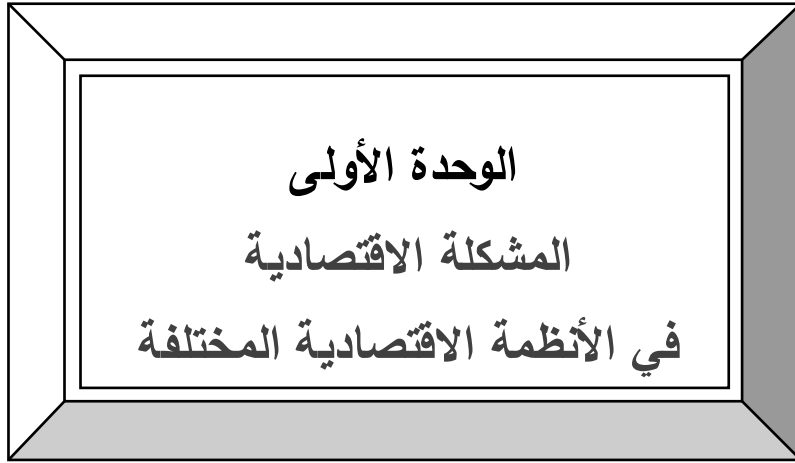 الوحدة الأولى
المشكلة الاقتصادية
في الأنظمة الاقتصادية المختلفة